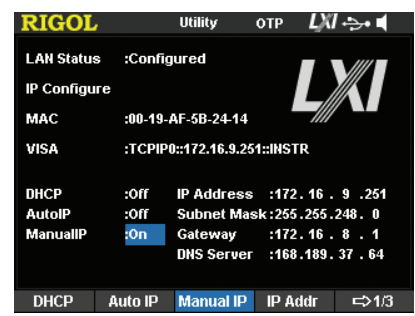 RIGOL Utility OTP LXI
LAN Status :Configured
IP Configure
LXI
MAC :00-19-AF-5B-24-14
VISA :TCPIP0::172.16.9.251::INSTR
DHCP :Off IP Address :172. 16 . 9 .251
AutoIP :Off Subnet Mask:255.255.248. 0
ManualIP :On Gateway :172. 16 . 8 . 1
DNS Server :168.189. 37 . 64
DHCP Auto IP Manual IP IP Addr ⇨1/3